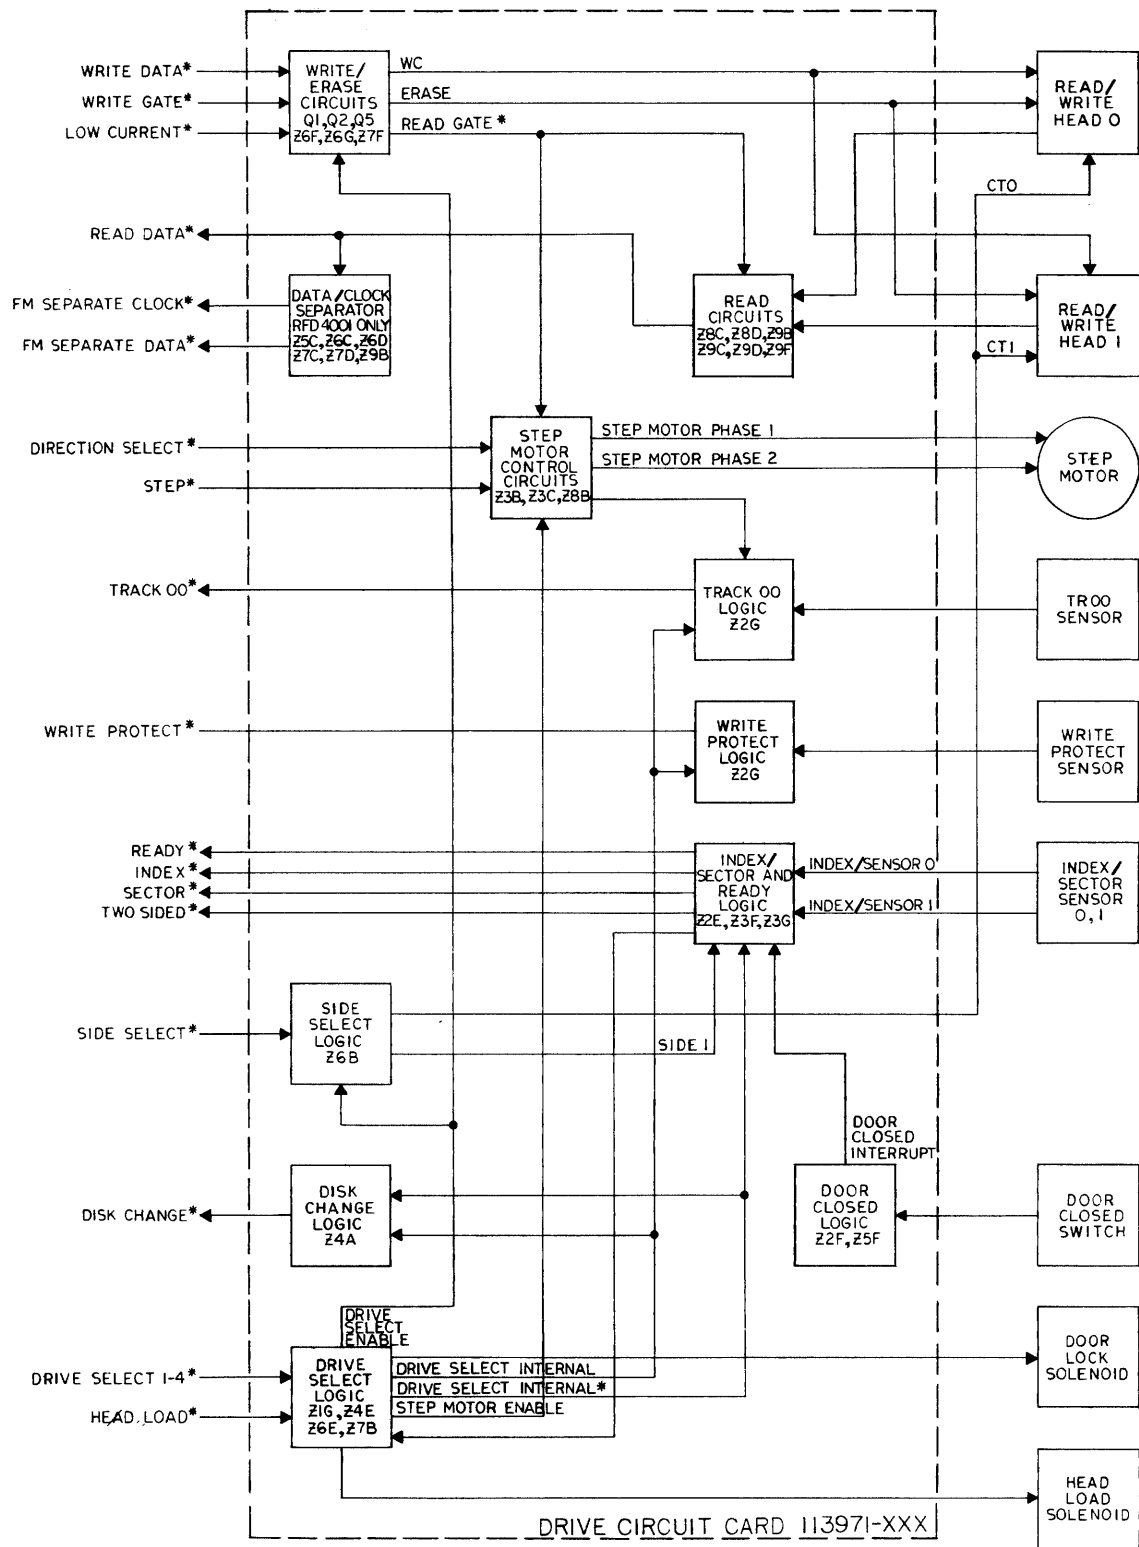 WRITE DATA*
WRITE GATE*
LOW CURRENT*
WRITE/
ERASE
CIRCUITS
Q1,Q2,Q5
Z6F,Z6G,Z7F
WC
ERASE
READ GATE*
READ/
WRITE
HEAD 0
CT0
READ DATA*
FM SEPARATE CLOCK*
FM SEPARATE DATA*
DATA/CLOCK
SEPARATOR
RFD4001 ONLY
Z5C,Z6C,Z6D
Z7C,Z7D,Z9B
READ
CIRCUITS
Z8C,Z8D,Z9B
Z9C,Z9D,Z9F
READ/
WRITE
HEAD 1
CT1
DIRECTION SELECT*
STEP*
STEP
MOTOR
CONTROL
CIRCUITS
Z3B,Z3C,Z8B
STEP MOTOR PHASE 1
STEP MOTOR PHASE 2
STEP
MOTOR
TRACK 00*
TRACK 00
LOGIC
Z2G
TR00
SENSOR
WRITE PROTECT*
WRITE
PROTECT
LOGIC
Z2G
WRITE
PROTECT
SENSOR
READY*
INDEX*
SECTOR*
TWO SIDED*
INDEX/
SECTOR AND
READY
LOGIC
Z2E,Z3F,Z3G
INDEX/SENSOR 0
INDEX/SENSOR 1
INDEX/
SECTOR
SENSOR
0,1
SIDE SELECT*
SIDE
SELECT
LOGIC
Z6B
SIDE 1
DOOR
CLOSED
INTERRUPT
DISK CHANGE*
DISK
CHANGE
LOGIC
Z4A
DOOR
CLOSED
LOGIC
Z2F,Z5F
DOOR
CLOSED
SWITCH
DRIVE
SELECT
ENABLE
DRIVE SELECT 1-4*
HEAD LOAD*
DRIVE
SELECT
LOGIC
Z1G,Z4E
Z6E,Z7B
DRIVE SELECT INTERNAL
DRIVE SELECT INTERNAL*
STEP MOTOR ENABLE
DOOR
LOCK
SOLENOID
HEAD
LOAD
SOLENOID
DRIVE CIRCUIT CARD 113971-XXX